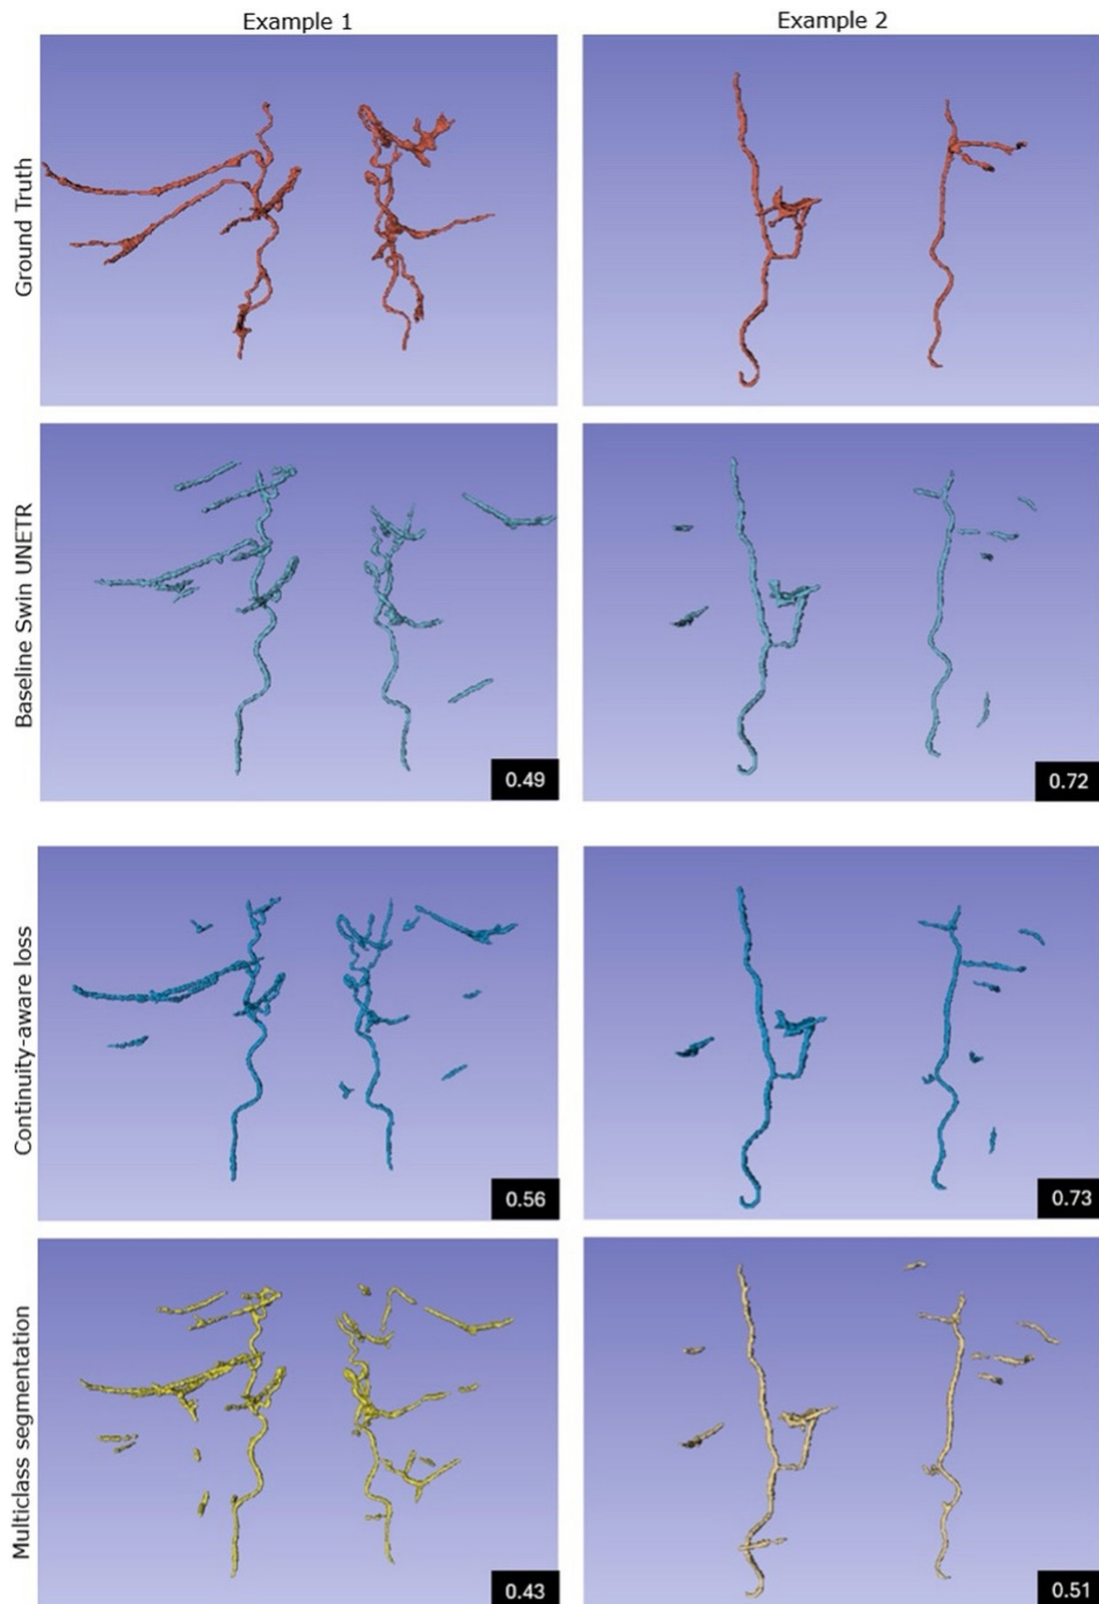 Example 1
Example 2
Ground Truth
Baseline Swin UNETR
0.49
0.72
Continuity-aware loss
0.56
0.73
Multiclass segmentation
0.43
0.51